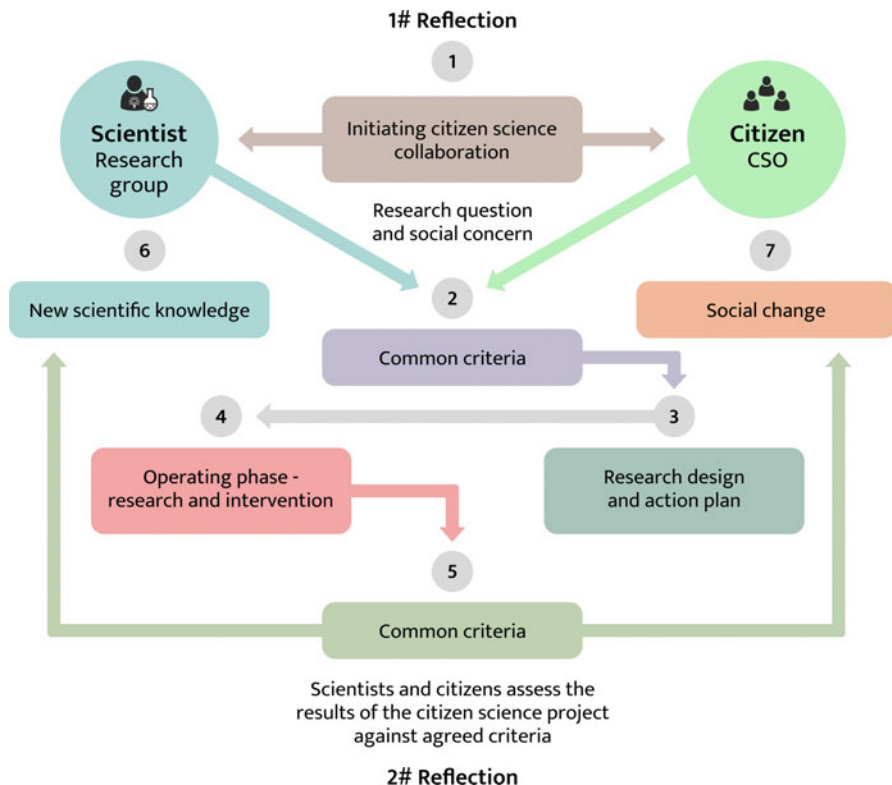 1# Reflection
1
Scientist
Research
group
Initiating citizen science
collaboration
Citizen
CSO
Research question
and social concern
6
7
2
New scientific knowledge
Social change
Common criteria
4
3
Operating phase -
research and intervention
Research design
and action plan
5
Common criteria
Scientists and citizens assess the
results of the citizen science project
against agreed criteria
2# Reflection